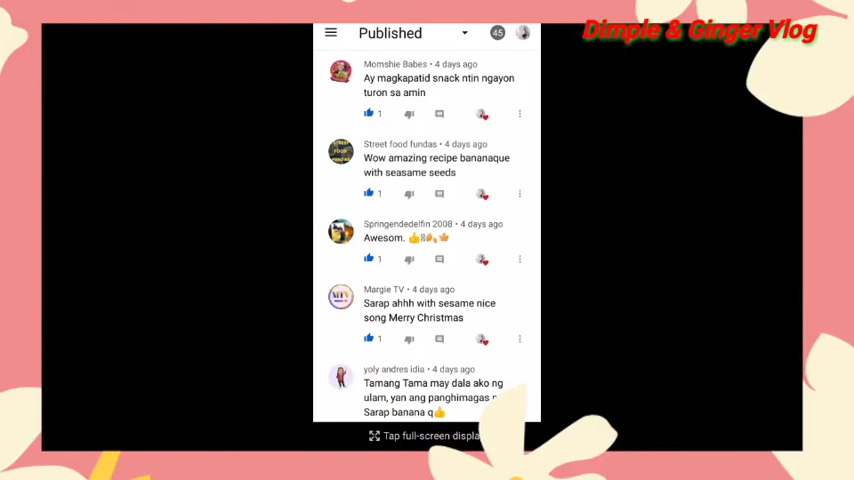 Dimple & Ginger Vlog
Published
45
Momshie Babes • 4 days ago
Ay magkapatid snack ntin ngayon
turon sa amin
1
Street food fundas • 4 days ago
Wow amazing recipe bananaque
with seasame seeds
1
Springendedelfin 2008 • 4 days ago
Awesom.
1
Margie TV • 4 days ago
Sarap ahhh with sesame nice
song Merry Christmas
1
yoly andres idia • 4 days ago
Tamang Tama may dala ako ng
ulam, yan ang panghimagas
Sarap banana q
Tap full-screen displa